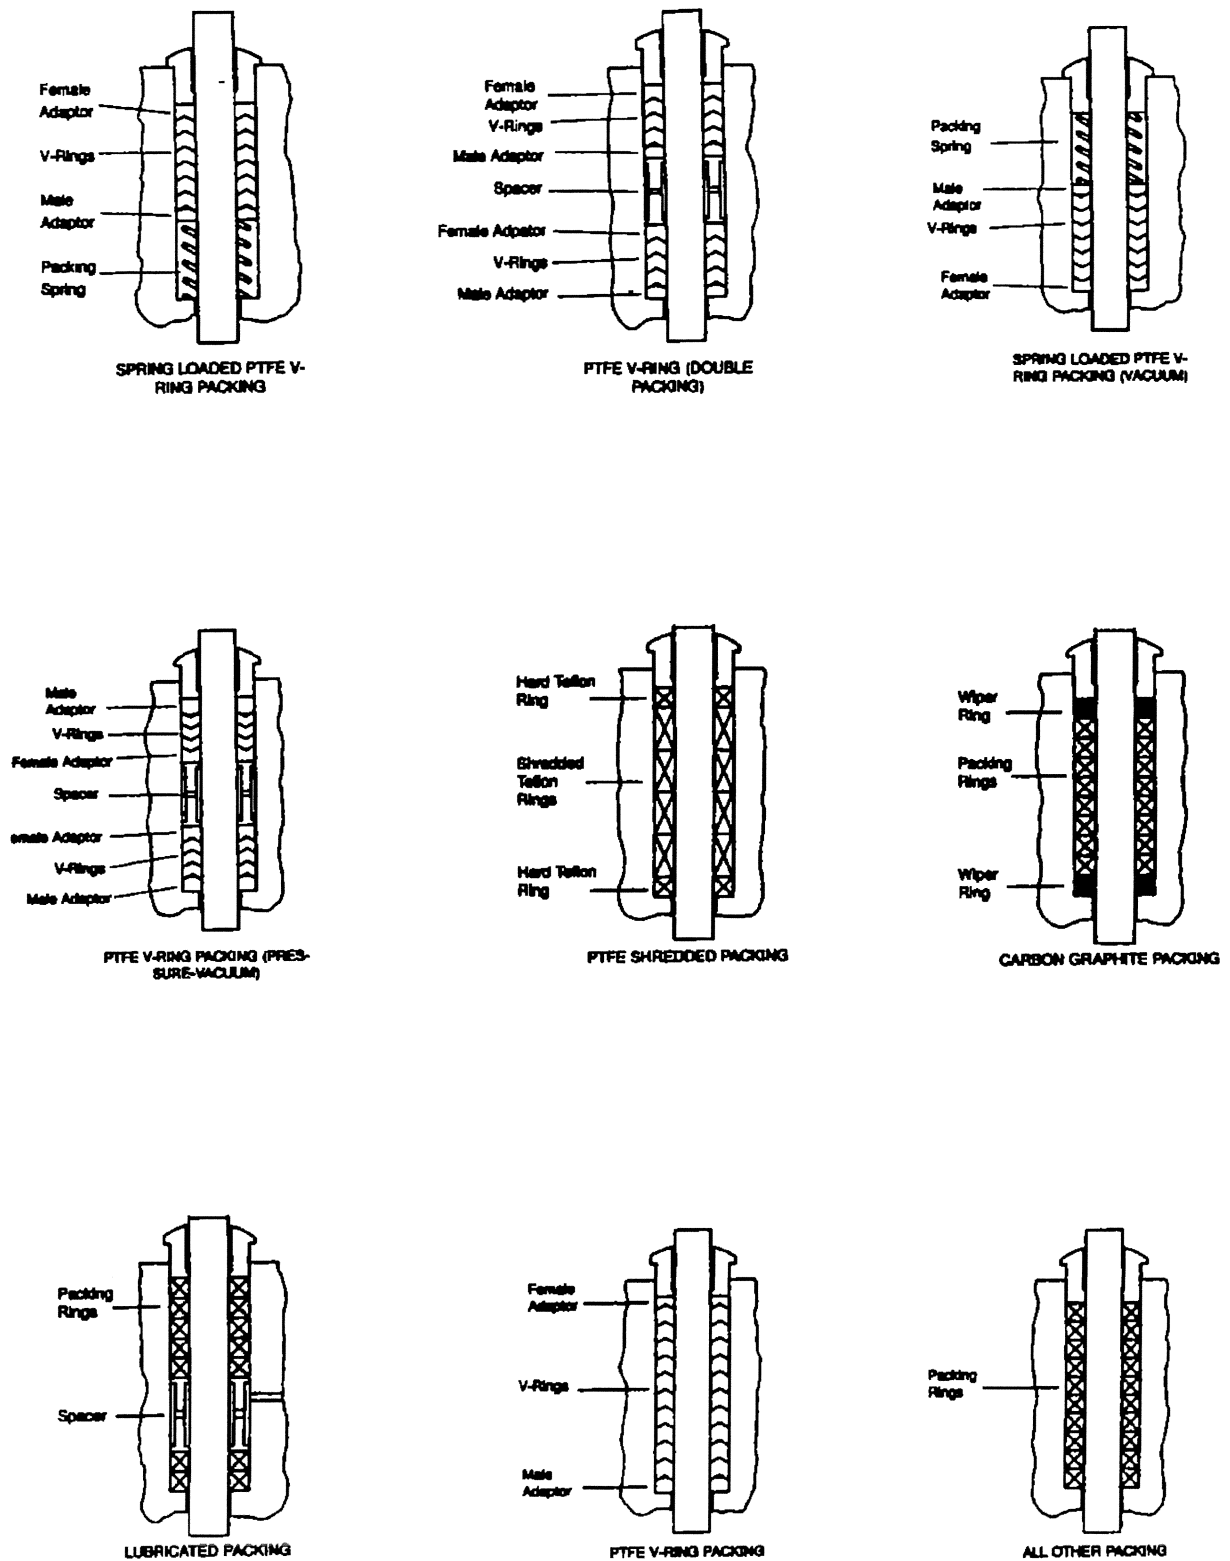 Female
Adaptor
V-Rings
Male
Adaptor
Packing
Spring
SPRING LOADED PTFE V-
RING PACKING
Female
Adaptor
V-Rings
Male Adaptor
Spacer
Female Adpator
V-Rings
Male Adaptor
PTFE V-RING (DOUBLE
PACKING)
Packing
Spring
Male
Adaptor
V-Rings
Female
Adaptor
SPRING LOADED PTFE V-
RING PACKING (VACUUM)
Male
Adaptor
V-Rings
Female Adaptor
Spacer
emale Adaptor
V-Rings
Male Adaptor
PTFE V-RING PACKING (PRES-
SURE-VACUUM)
Hard Teflon
Ring
Shredded
Teflon
Rings
Hard Teflon
Ring
PTFE SHREDDED PACKING
Wiper
Ring
Packing
Rings
Wiper
Ring
CARBON GRAPHITE PACKING
Packing
Rings
Spacer
LUBRICATED PACKING
Female
Adaptor
V-Rings
Male
Adaptor
PTFE V-RING PACKING
Packing
Rings
ALL OTHER PACKING